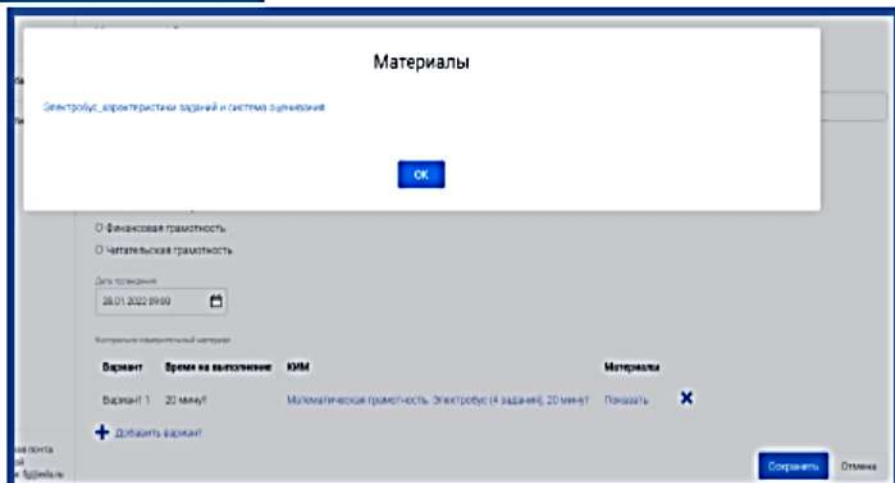 Материалы
Электробус_характеристики заданий и система оценивания
OK
Финансовая грамотность
Читательская грамотность
Дата проведения
28.01.2022 09:00
Контрольно-измерительный материал
Вариант Время на выполнение КИМ Материалы
Вариант 1 20 минут Математическая грамотность. Электробус (4 задания), 20 минут Показать
Добавить вариант
почта
Сохранить Отмена